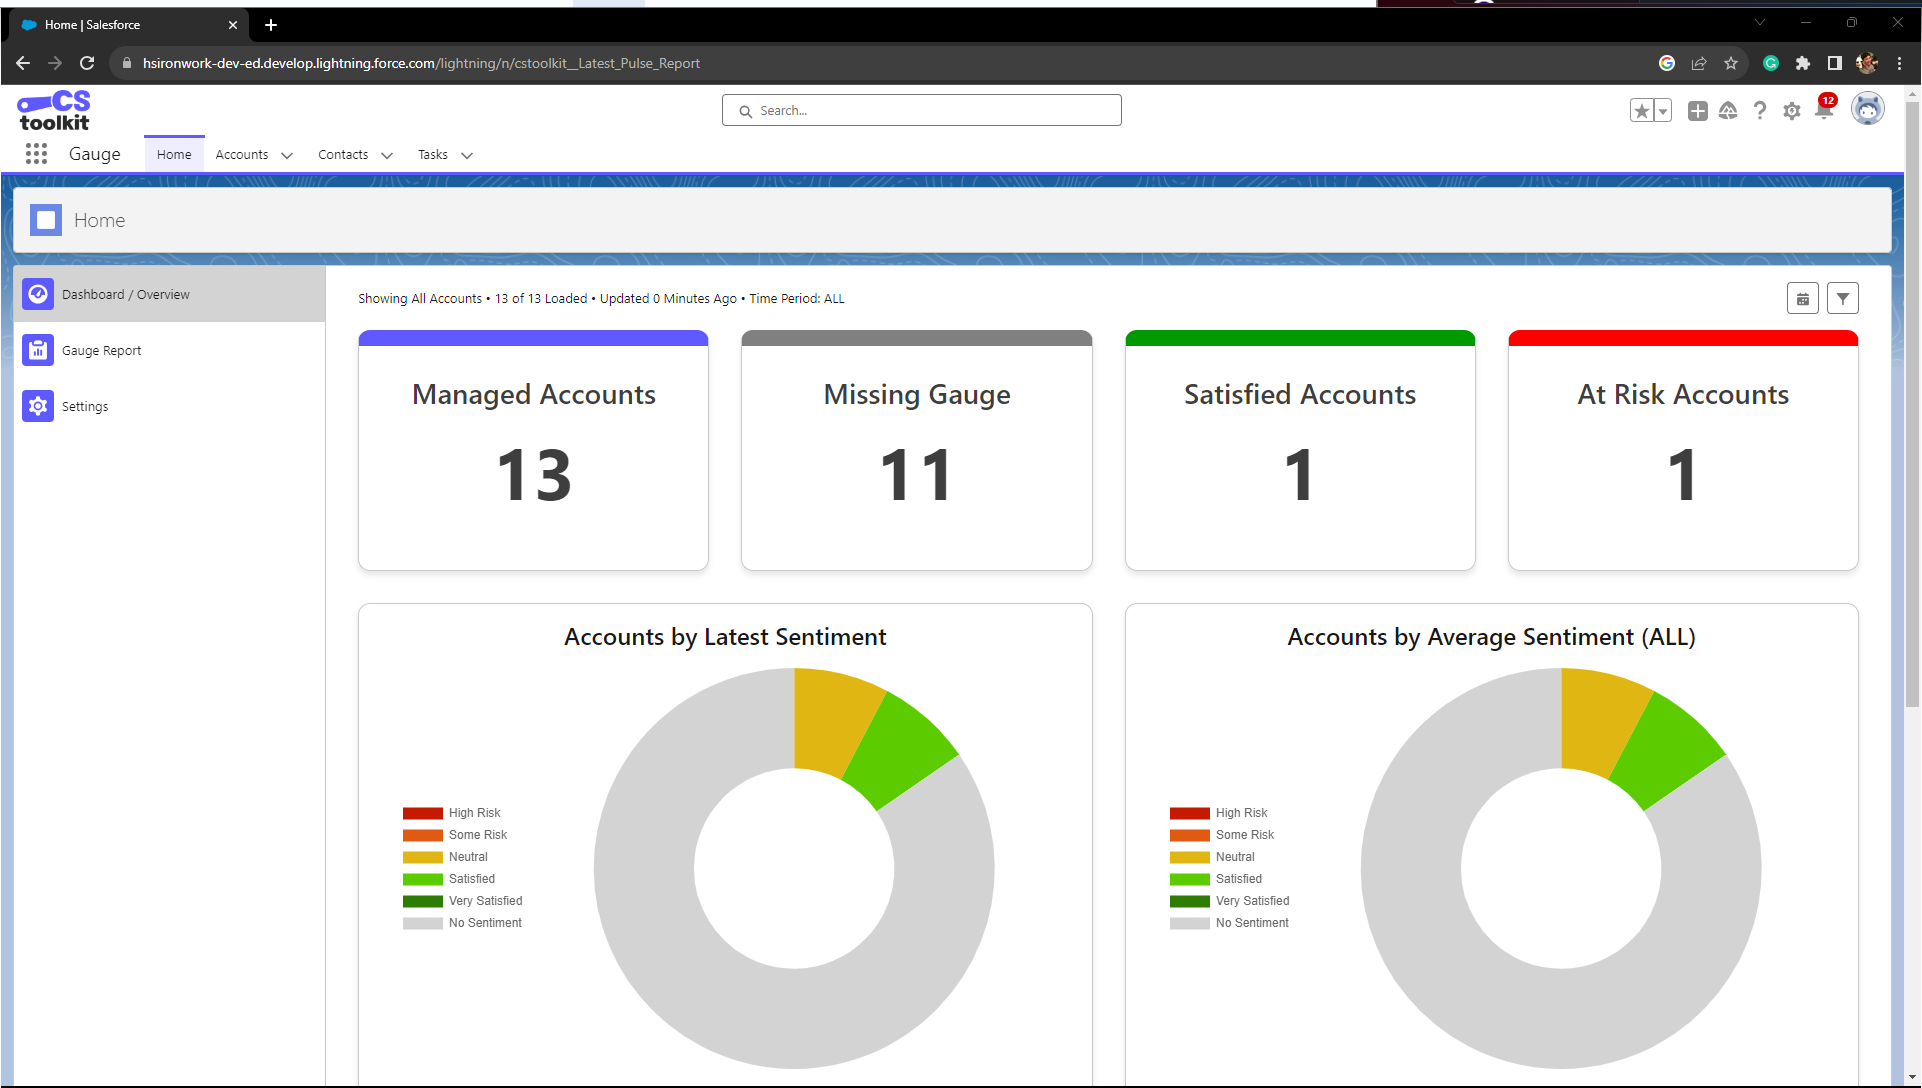 Home | Salesforce
hsironwork-dev-ed.develop.lightning.force.com/lightning/n/cstoolkit__Latest_Pulse_Report
CS
toolkit
Search...
12
Gauge
Home
Accounts
Contacts
Tasks
Home
Dashboard / Overview
Gauge Report
Settings
Showing All Accounts • 13 of 13 Loaded • Updated 0 Minutes Ago • Time Period: ALL
Managed Accounts
13
Missing Gauge
11
Satisfied Accounts
1
At Risk Accounts
1
Accounts by Latest Sentiment
High Risk
Some Risk
Neutral
Satisfied
Very Satisfied
No Sentiment
Accounts by Average Sentiment (ALL)
High Risk
Some Risk
Neutral
Satisfied
Very Satisfied
No Sentiment